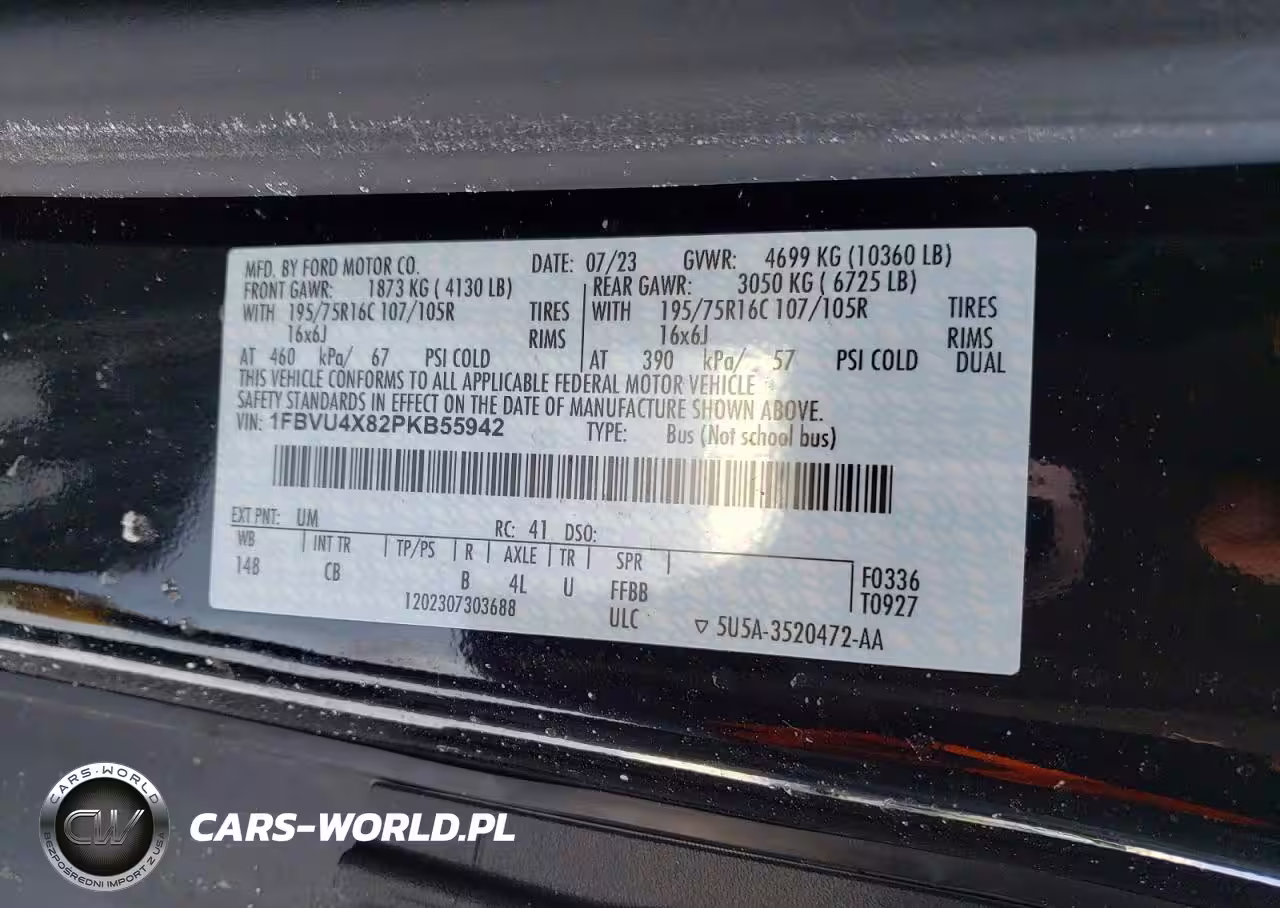 MFD. BY FORD MOTOR CO. DATE: 07/23 GVWR: 4699 KG (10360 LB)
FRONT GAWR: 1873 KG ( 4130 LB) REAR GAWR: 3050 KG ( 6725 LB)
WITH 195/75R16C 107/105R TIRES WITH 195/75R16C 107/105R TIRES
16x6J RIMS 16x6J RIMS
AT 460 kPa/ 67 PSI COLD AT 390 kPa/ 57 PSI COLD DUAL
THIS VEHICLE CONFORMS TO ALL APPLICABLE FEDERAL MOTOR VEHICLE
SAFETY STANDARDS IN EFFECT ON THE DATE OF MANUFACTURE SHOWN ABOVE.
VIN: 1FBVU4X82PKB55942 TYPE: Bus (Not school bus)
EXT PNT: UM RC: 41 DSO:
WB INT TR TP/PS R AXLE TR SPR
148 CB B 4L U FFBB F0336
1202307303688 ULC T0927
▽ 5U5A-3520472-AA
CARS-WORLD
CW
BEZPOŚREDNI IMPORT Z USA
CARS-WORLD.PL